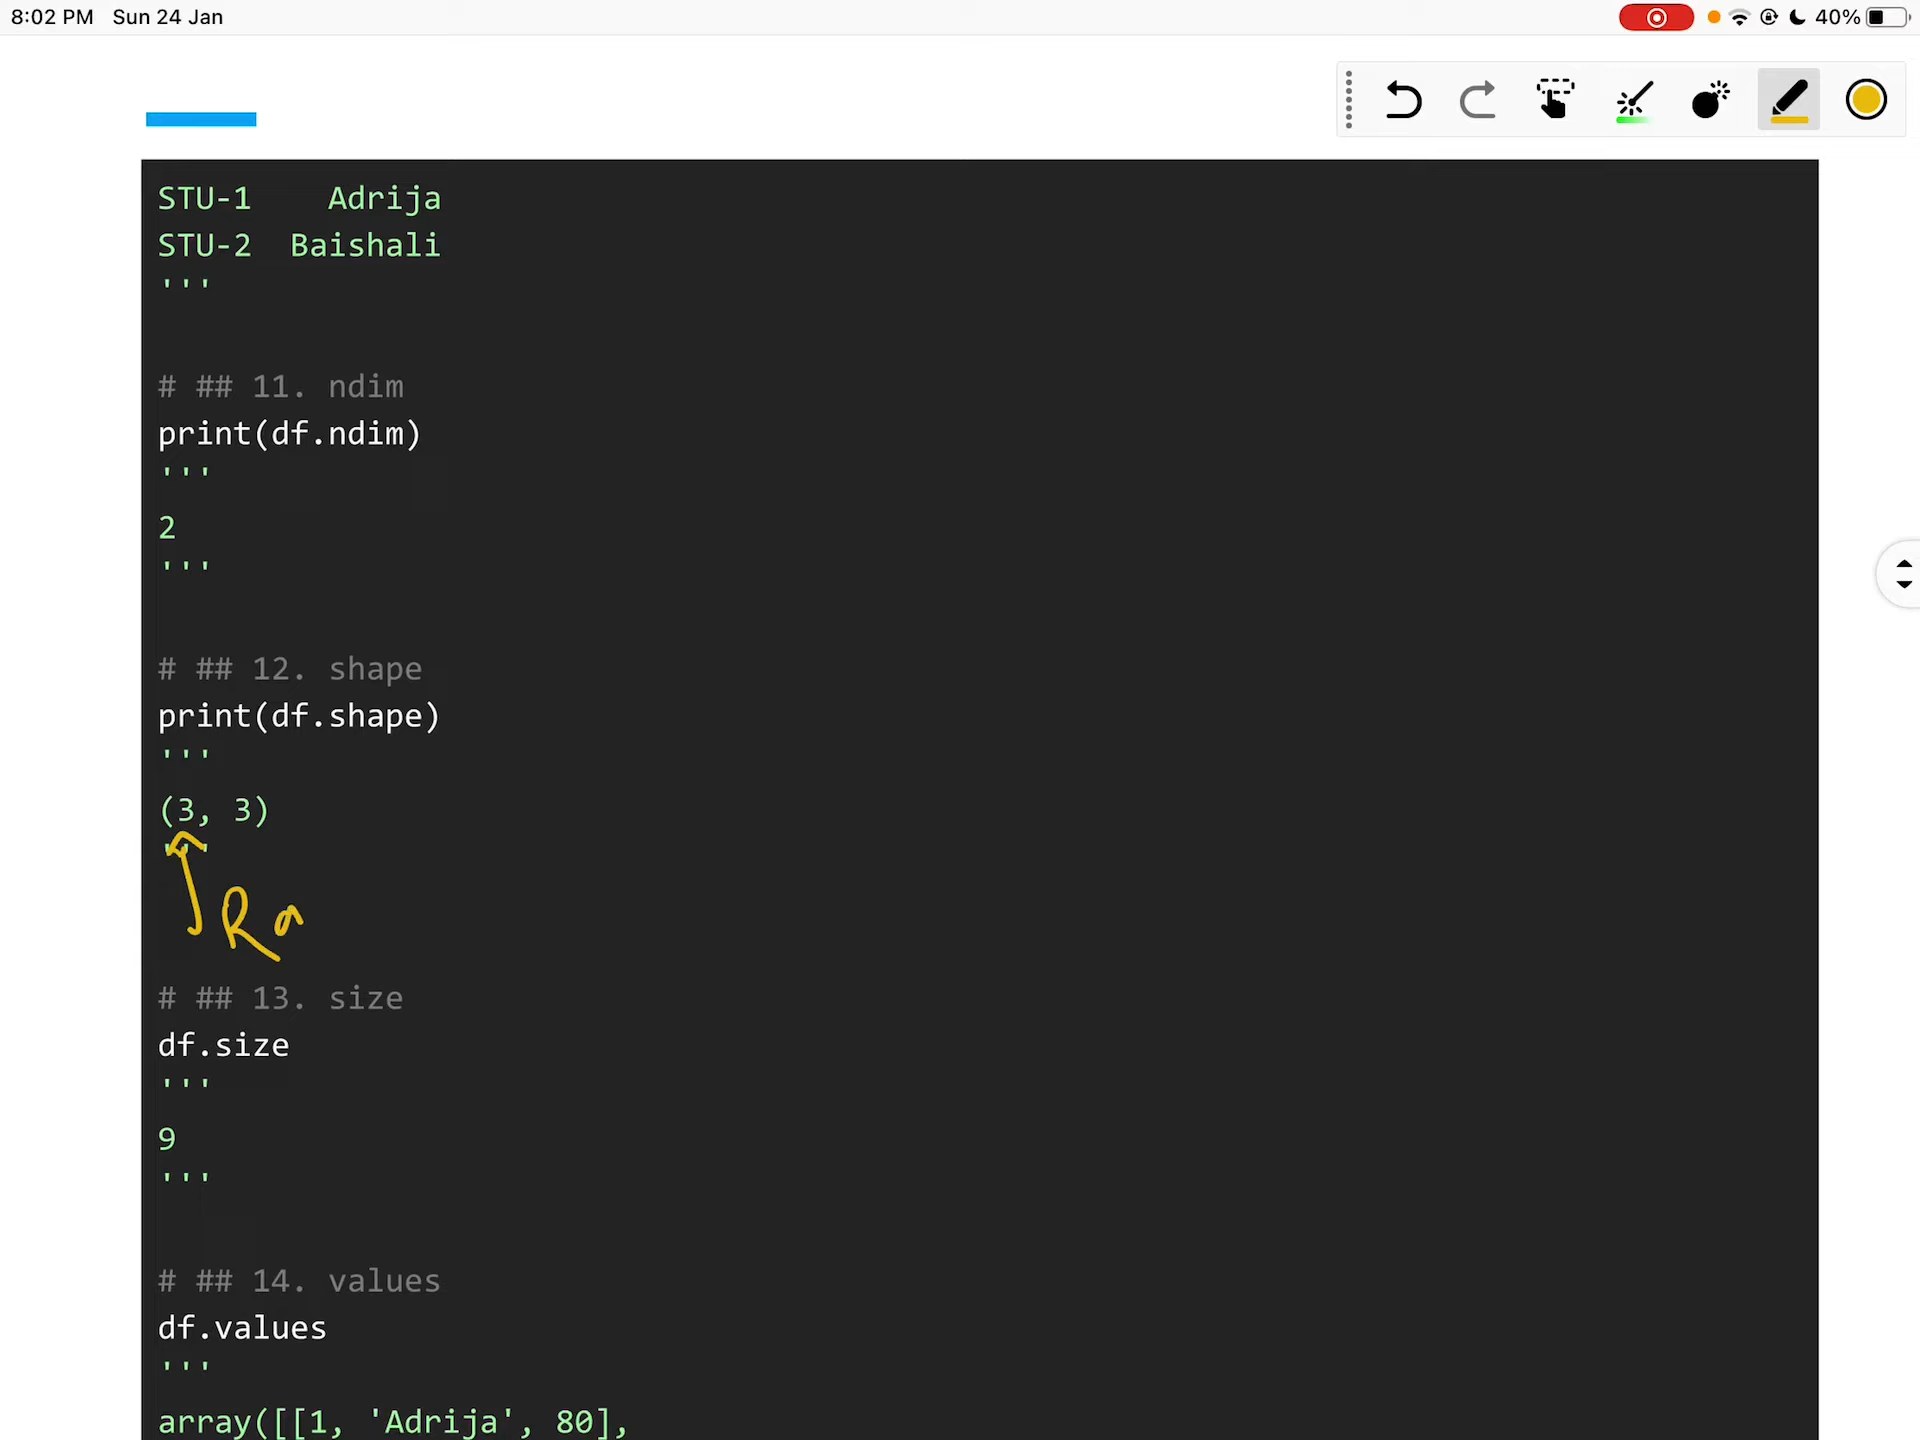 8:02 PM Sun 24 Jan
40%
STU-1    Adrija
STU-2  Baishali
'''
# ## 11. ndim
print(df.ndim)
'''
2
'''
# ## 12. shape
print(df.shape)
'''
(3, 3)
'''
# ## 13. size
df.size
'''
9
'''
# ## 14. values
df.values
'''
array([[1, 'Adrija', 80],